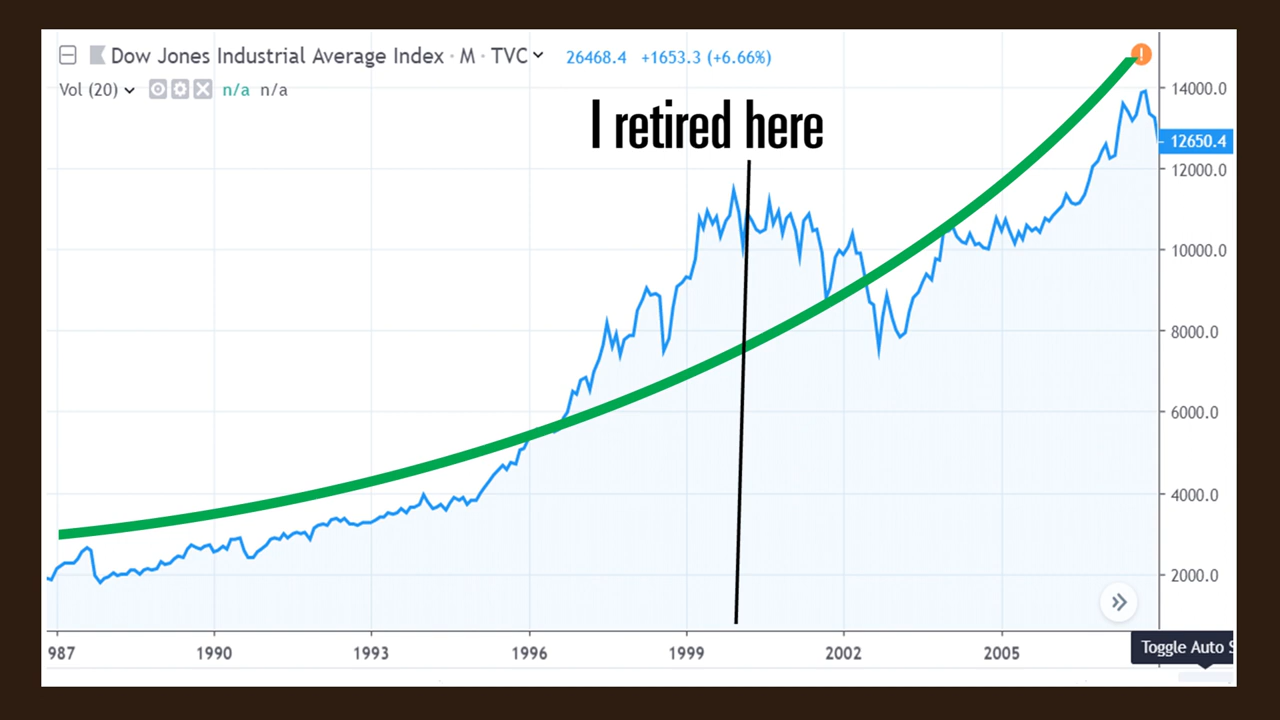 Dow Jones Industrial Average Index · M · TVC 26468.4 +1653.3 (+6.66%)
Vol (20) n/a n/a
I retired here
14000.0
12650.4
12000.0
10000.0
8000.0
6000.0
4000.0
2000.0
987 1990 1993 1996 1999 2002 2005
Toggle Auto S